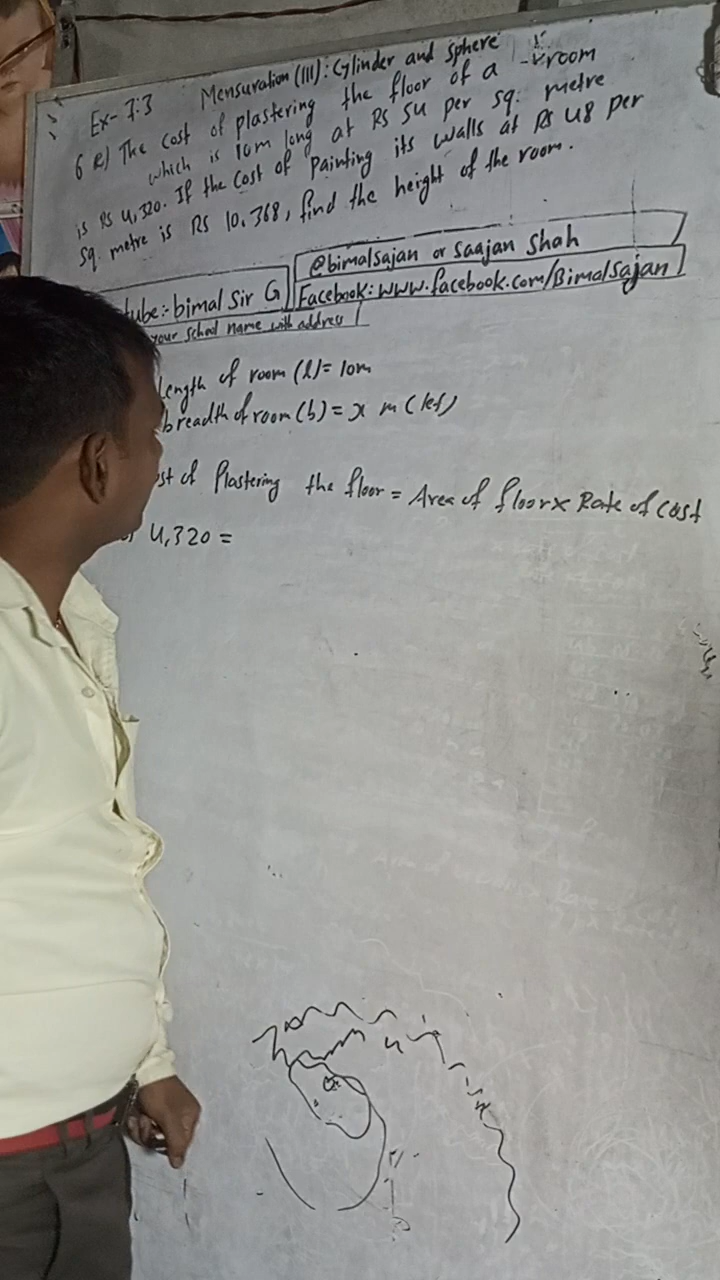 Ex- 7.3 Mensuration (III): Cylinder and sphere
6 e) The cost of plastering the floor of a room
which is 10m long at RS 54 per sq. metre
is RS 4,320. If the cost of painting its walls at RS 48 per
sq. metre is RS 10,368, find the height of the room.
@bimalsajan or Saajan Shah
tube:- bimal Sir G
Facebook: www.facebook.com/Bimalsajan
your School name with address
length of room (l) = 10m
breadth of room (b) = x m (let)
st of Plastering the floor = Area of floor x Rate of cost
4,320 =